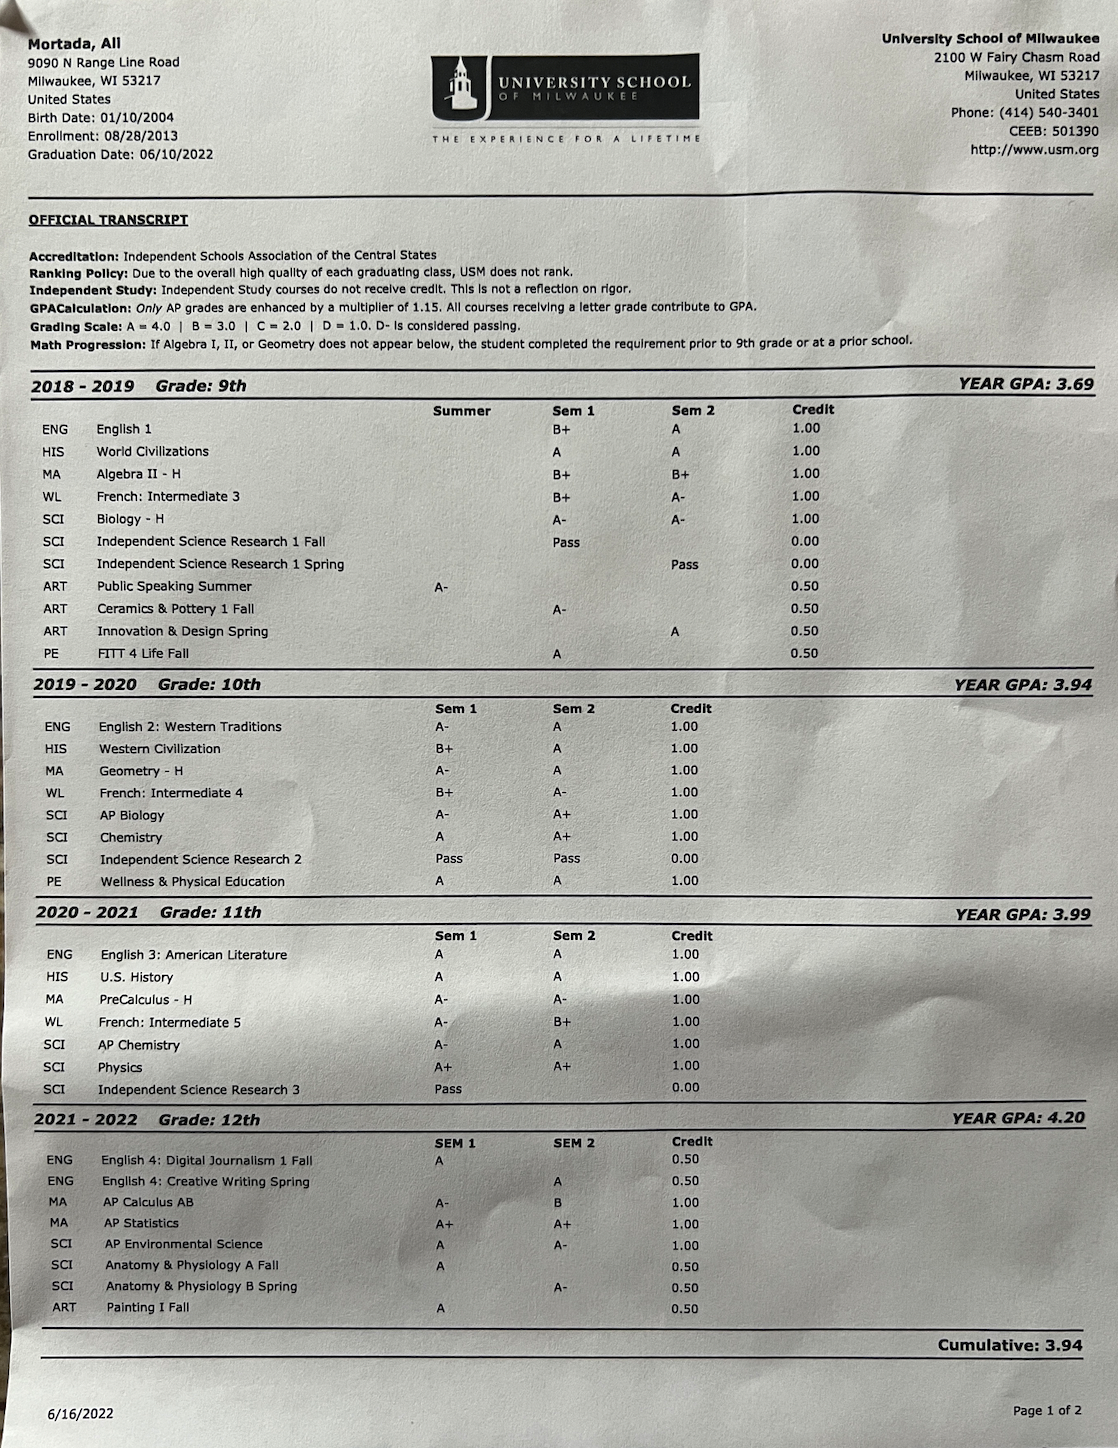 Mortada, Ali
9090 N Range Line Road
Milwaukee, WI 53217
United States
Birth Date: 01/10/2004
Enrollment: 08/28/2013
Graduation Date: 06/10/2022
UNIVERSITY SCHOOL
OF MILWAUKEE
THE EXPERIENCE FOR A LIFETIME
University School of Milwaukee
2100 W Fairy Chasm Road
Milwaukee, WI 53217
United States
Phone: (414) 540-3401
CEEB: 501390
http://www.usm.org
OFFICIAL TRANSCRIPT
Accreditation: Independent Schools Association of the Central States
Ranking Policy: Due to the overall high quality of each graduating class, USM does not rank.
Independent Study: Independent Study courses do not receive credit. This is not a reflection on rigor.
GPACalculation: Only AP grades are enhanced by a multiplier of 1.15. All courses receiving a letter grade contribute to GPA.
Grading Scale: A = 4.0 | B = 3.0 | C = 2.0 | D = 1.0. D- is considered passing.
Math Progression: If Algebra I, II, or Geometry does not appear below, the student completed the requirement prior to 9th grade or at a prior school.
2018 - 2019 Grade: 9th YEAR GPA: 3.69
Summer Sem 1 Sem 2 Credit
ENG English 1 B+ A 1.00
HIS World Civilizations A A 1.00
MA Algebra II - H B+ B+ 1.00
WL French: Intermediate 3 B+ A- 1.00
SCI Biology - H A- A- 1.00
SCI Independent Science Research 1 Fall Pass 0.00
SCI Independent Science Research 1 Spring Pass 0.00
ART Public Speaking Summer A- 0.50
ART Ceramics & Pottery 1 Fall A- 0.50
ART Innovation & Design Spring A 0.50
PE FITT 4 Life Fall A 0.50
2019 - 2020 Grade: 10th YEAR GPA: 3.94
Sem 1 Sem 2 Credit
ENG English 2: Western Traditions A- A 1.00
HIS Western Civilization B+ A 1.00
MA Geometry - H A- A 1.00
WL French: Intermediate 4 B+ A- 1.00
SCI AP Biology A- A+ 1.00
SCI Chemistry A A+ 1.00
SCI Independent Science Research 2 Pass Pass 0.00
PE Wellness & Physical Education A A 1.00
2020 - 2021 Grade: 11th YEAR GPA: 3.99
Sem 1 Sem 2 Credit
ENG English 3: American Literature A A 1.00
HIS U.S. History A A 1.00
MA PreCalculus - H A- A- 1.00
WL French: Intermediate 5 A- B+ 1.00
SCI AP Chemistry A- A 1.00
SCI Physics A+ A+ 1.00
SCI Independent Science Research 3 Pass 0.00
2021 - 2022 Grade: 12th YEAR GPA: 4.20
SEM 1 SEM 2 Credit
ENG English 4: Digital Journalism 1 Fall A 0.50
ENG English 4: Creative Writing Spring A 0.50
MA AP Calculus AB A- B 1.00
MA AP Statistics A+ A+ 1.00
SCI AP Environmental Science A A- 1.00
SCI Anatomy & Physiology A Fall A 0.50
SCI Anatomy & Physiology B Spring A- 0.50
ART Painting I Fall A 0.50
Cumulative: 3.94
6/16/2022
Page 1 of 2